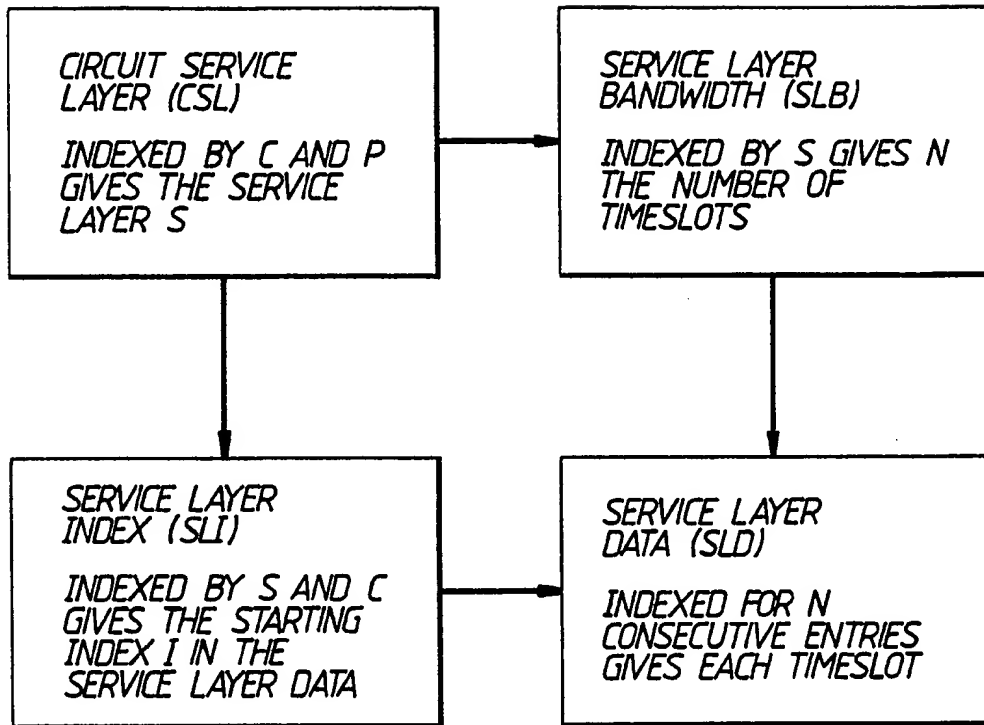 CIRCUIT SERVICE
LAYER (CSL)
INDEXED BY C AND P
GIVES THE SERVICE
LAYER S
SERVICE LAYER
BANDWIDTH (SLB)
INDEXED BY S GIVES N
THE NUMBER OF
TIMESLOTS
SERVICE LAYER
INDEX (SLI)
INDEXED BY S AND C
GIVES THE STARTING
INDEX I IN THE
SERVICE LAYER DATA
SERVICE LAYER
DATA (SLD)
INDEXED FOR N
CONSECUTIVE ENTRIES
GIVES EACH TIMESLOT